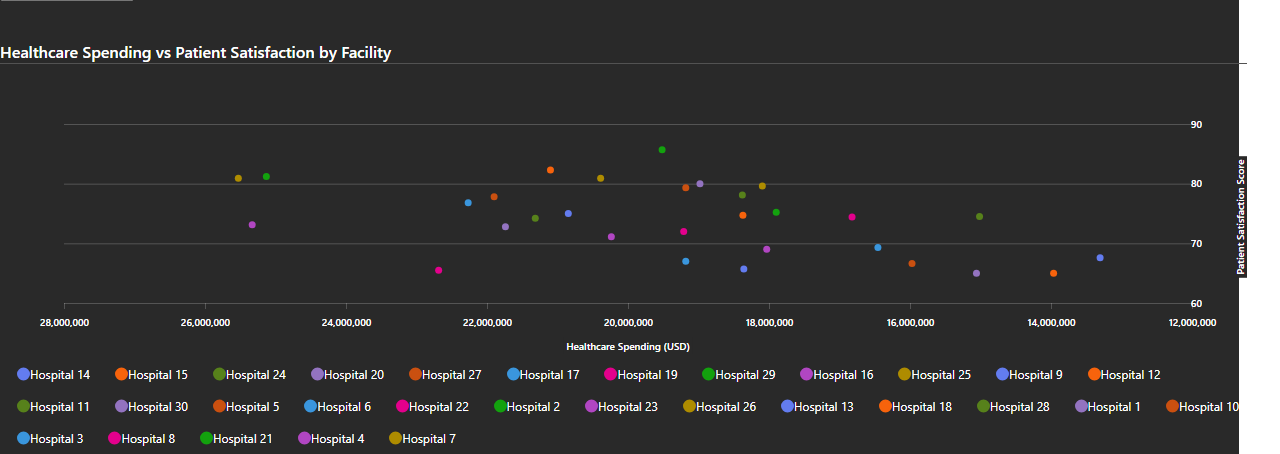 Healthcare Spending vs Patient Satisfaction by Facility
90
80
70
60
Patient Satisfaction Score
28,000,000 26,000,000 24,000,000 22,000,000 20,000,000 18,000,000 16,000,000 14,000,000 12,000,000
Healthcare Spending (USD)
Hospital 14 Hospital 15 Hospital 24 Hospital 20 Hospital 27 Hospital 17 Hospital 19 Hospital 29 Hospital 16 Hospital 25 Hospital 9 Hospital 12
Hospital 11 Hospital 30 Hospital 5 Hospital 6 Hospital 22 Hospital 2 Hospital 23 Hospital 26 Hospital 13 Hospital 18 Hospital 28 Hospital 1 Hospital 10
Hospital 3 Hospital 8 Hospital 21 Hospital 4 Hospital 7